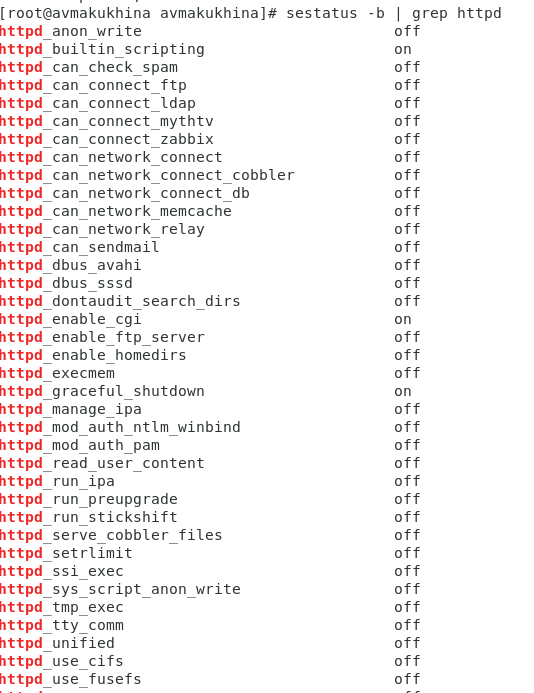 [root@avmakukhina avmakukhina]# sestatus -b | grep httpd
httpd_anon_write off
httpd_builtin_scripting on
httpd_can_check_spam off
httpd_can_connect_ftp off
httpd_can_connect_ldap off
httpd_can_connect_mythtv off
httpd_can_connect_zabbix off
httpd_can_network_connect off
httpd_can_network_connect_cobbler off
httpd_can_network_connect_db off
httpd_can_network_memcache off
httpd_can_network_relay off
httpd_can_sendmail off
httpd_dbus_avahi off
httpd_dbus_sssd off
httpd_dontaudit_search_dirs off
httpd_enable_cgi on
httpd_enable_ftp_server off
httpd_enable_homedirs off
httpd_execmem off
httpd_graceful_shutdown on
httpd_manage_ipa off
httpd_mod_auth_ntlm_winbind off
httpd_mod_auth_pam off
httpd_read_user_content off
httpd_run_ipa off
httpd_run_preupgrade off
httpd_run_stickshift off
httpd_serve_cobbler_files off
httpd_setrlimit off
httpd_ssi_exec off
httpd_sys_script_anon_write off
httpd_tmp_exec off
httpd_tty_comm off
httpd_unified off
httpd_use_cifs off
httpd_use_fusefs off